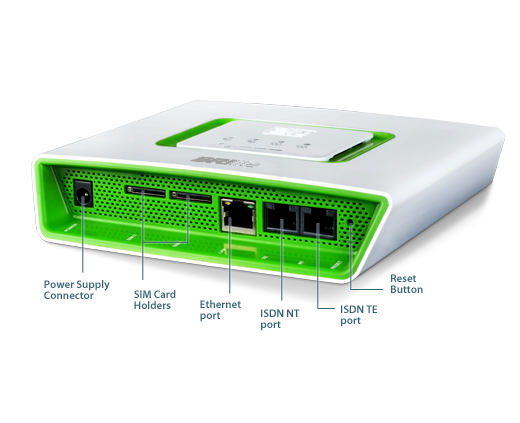 Power Supply
Connector
SIM Card
Holders
Ethernet
port
ISDN NT
port
ISDN TE
port
Reset
Button